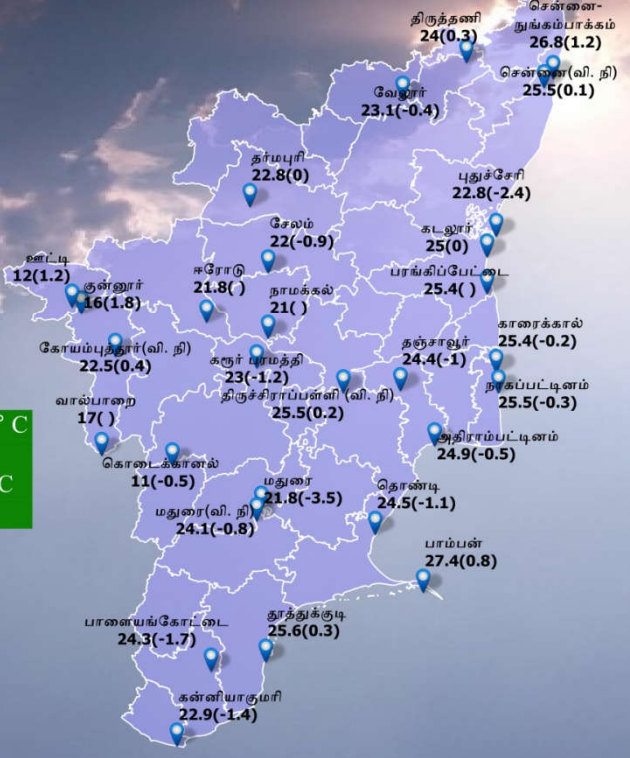 சென்னை-
நுங்கம்பாக்கம்
26.8(1.2)
திருத்தணி
24(0.3)
சென்னை(வி. நி)
25.5(0.1)
வேலூர்
23.1(-0.4)
தர்மபுரி
22.8(0)
புதுச்சேரி
22.8(-2.4)
சேலம்
22(-0.9)
கடலூர்
25(0)
ஊட்டி
12(1.2)
குன்னூர்
16(1.8)
ஈரோடு
21.8( )
நாமக்கல்
21( )
பரங்கிப்பேட்டை
25.4( )
காரைக்கால்
25.4(-0.2)
கோயம்புத்தூர்(வி. நி)
22.5(0.4)
கரூர் பரமத்தி
23(-1.2)
தஞ்சாவூர்
24.4(-1)
நாகப்பட்டினம்
25.5(-0.3)
திருச்சிராப்பள்ளி (வி. நி)
25.5(0.2)
வால்பாறை
17( )
° C
C
அதிராம்பட்டினம்
24.9(-0.5)
கொடைக்கானல்
11(-0.5)
மதுரை
21.8(-3.5)
மதுரை(வி. நி)
24.1(-0.8)
தொண்டி
24.5(-1.1)
பாம்பன்
27.4(0.8)
பாளையங்கோட்டை
24.3(-1.7)
தூத்துக்குடி
25.6(0.3)
கன்னியாகுமரி
22.9(-1.4)